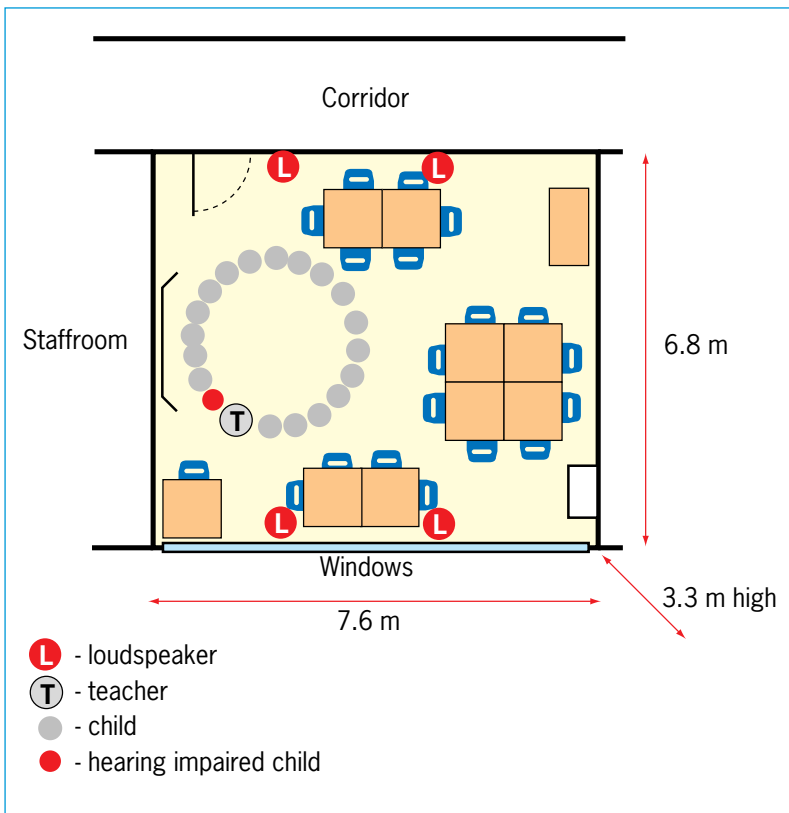 Corridor
L
L
Staffroom
6.8 m
T
L
L
Windows
3.3 m high
7.6 m
L - loudspeaker
T - teacher
- child
- hearing impaired child